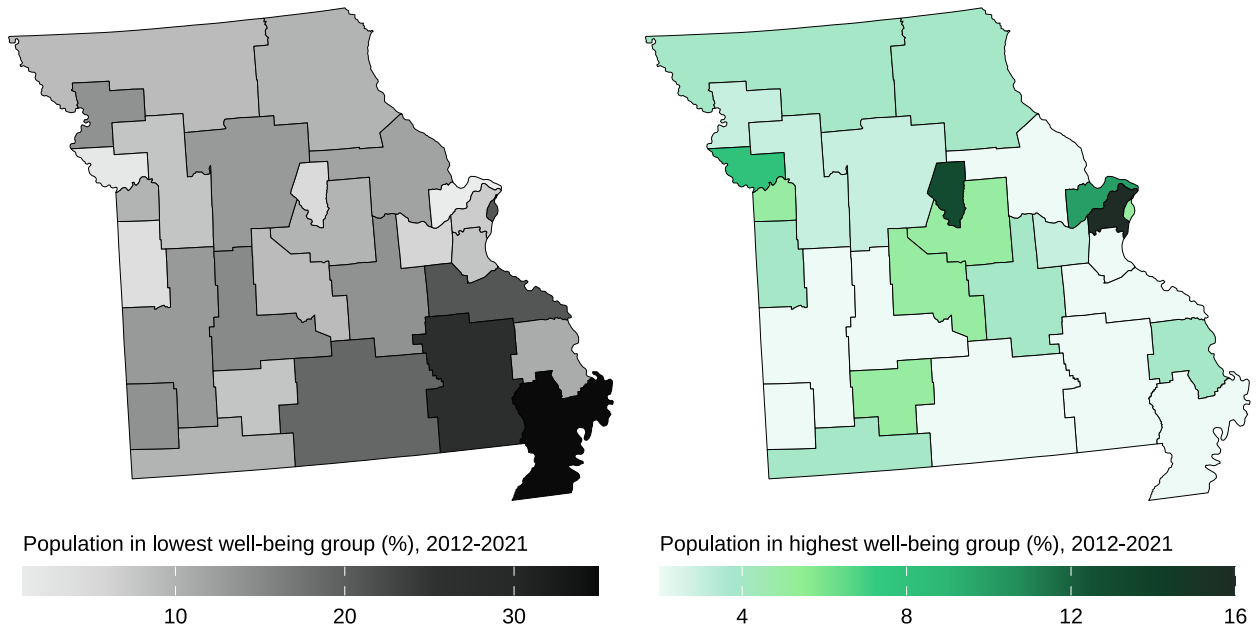 Population in lowest well-being group (%), 2012-2021
10 20 30
Population in highest well-being group (%), 2012-2021
4 8 12 16